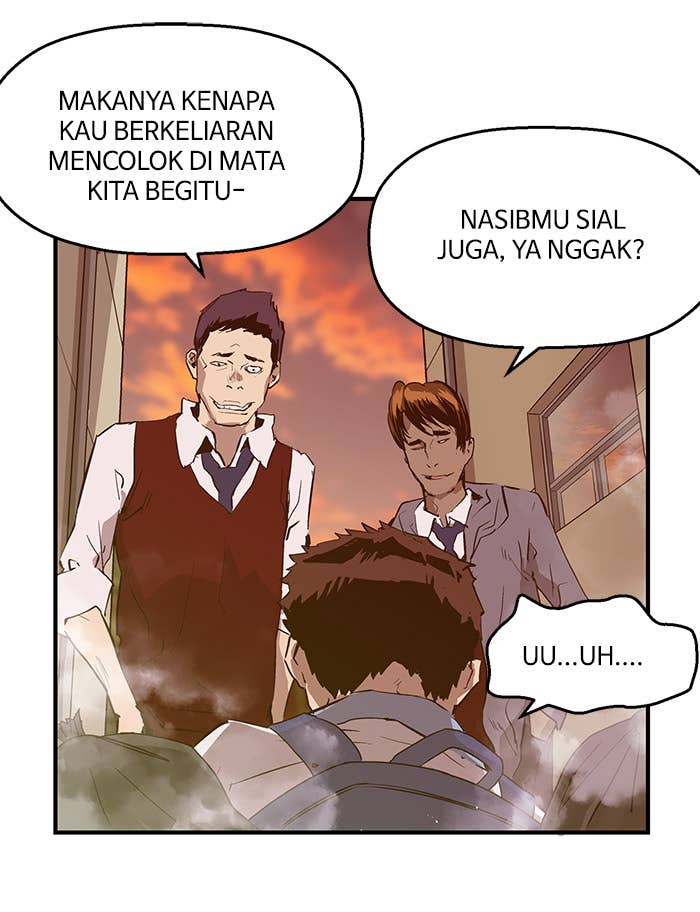 MAKANYA KENAPA
KAU BERKELIARAN
MENCOLOK DI MATA
KITA BEGITU-
NASIBMU SIAL
JUGA, YA NGGAK?
UU...UH....